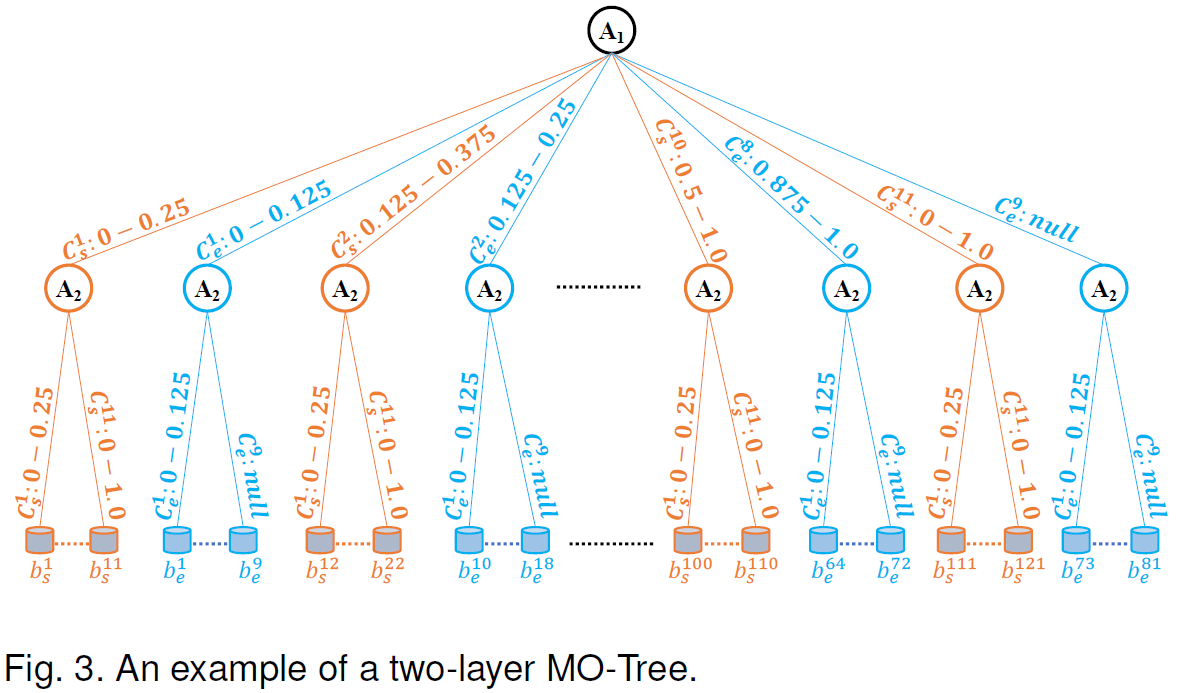 A₁
C_s^1: 0 − 0.25
C_e^1: 0 − 0.125
C_s^2: 0.125 − 0.375
C_e^2: 0.125 − 0.25
C_s^10: 0.5 − 1.0
C_e^8: 0.875 − 1.0
C_s^11: 0 − 1.0
C_e^9: null
A₂ A₂ A₂ A₂ A₂ A₂ A₂ A₂
C_s^1: 0 − 0.25
C_s^11: 0 − 1.0
C_e^1: 0 − 0.125
C_e^9: null
C_s^1: 0 − 0.25
C_s^11: 0 − 1.0
C_e^1: 0 − 0.125
C_e^9: null
C_s^1: 0 − 0.25
C_s^11: 0 − 1.0
C_e^1: 0 − 0.125
C_e^9: null
C_s^1: 0 − 0.25
C_s^11: 0 − 1.0
C_e^1: 0 − 0.125
C_e^9: null
b_s^1 b_s^11 b_e^1 b_e^9 b_s^12 b_s^22 b_e^10 b_e^18 b_s^100 b_s^110 b_e^64 b_e^72 b_s^111 b_s^121 b_e^73 b_e^81
Fig. 3. An example of a two-layer MO-Tree.